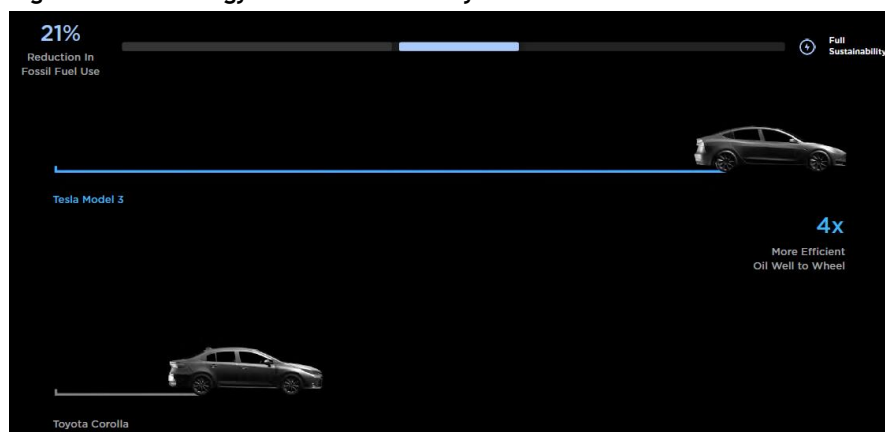 21%
Reduction In
Fossil Fuel Use
Full
Sustainability
Tesla Model 3
4x
More Efficient
Oil Well to Wheel
Toyota Corolla